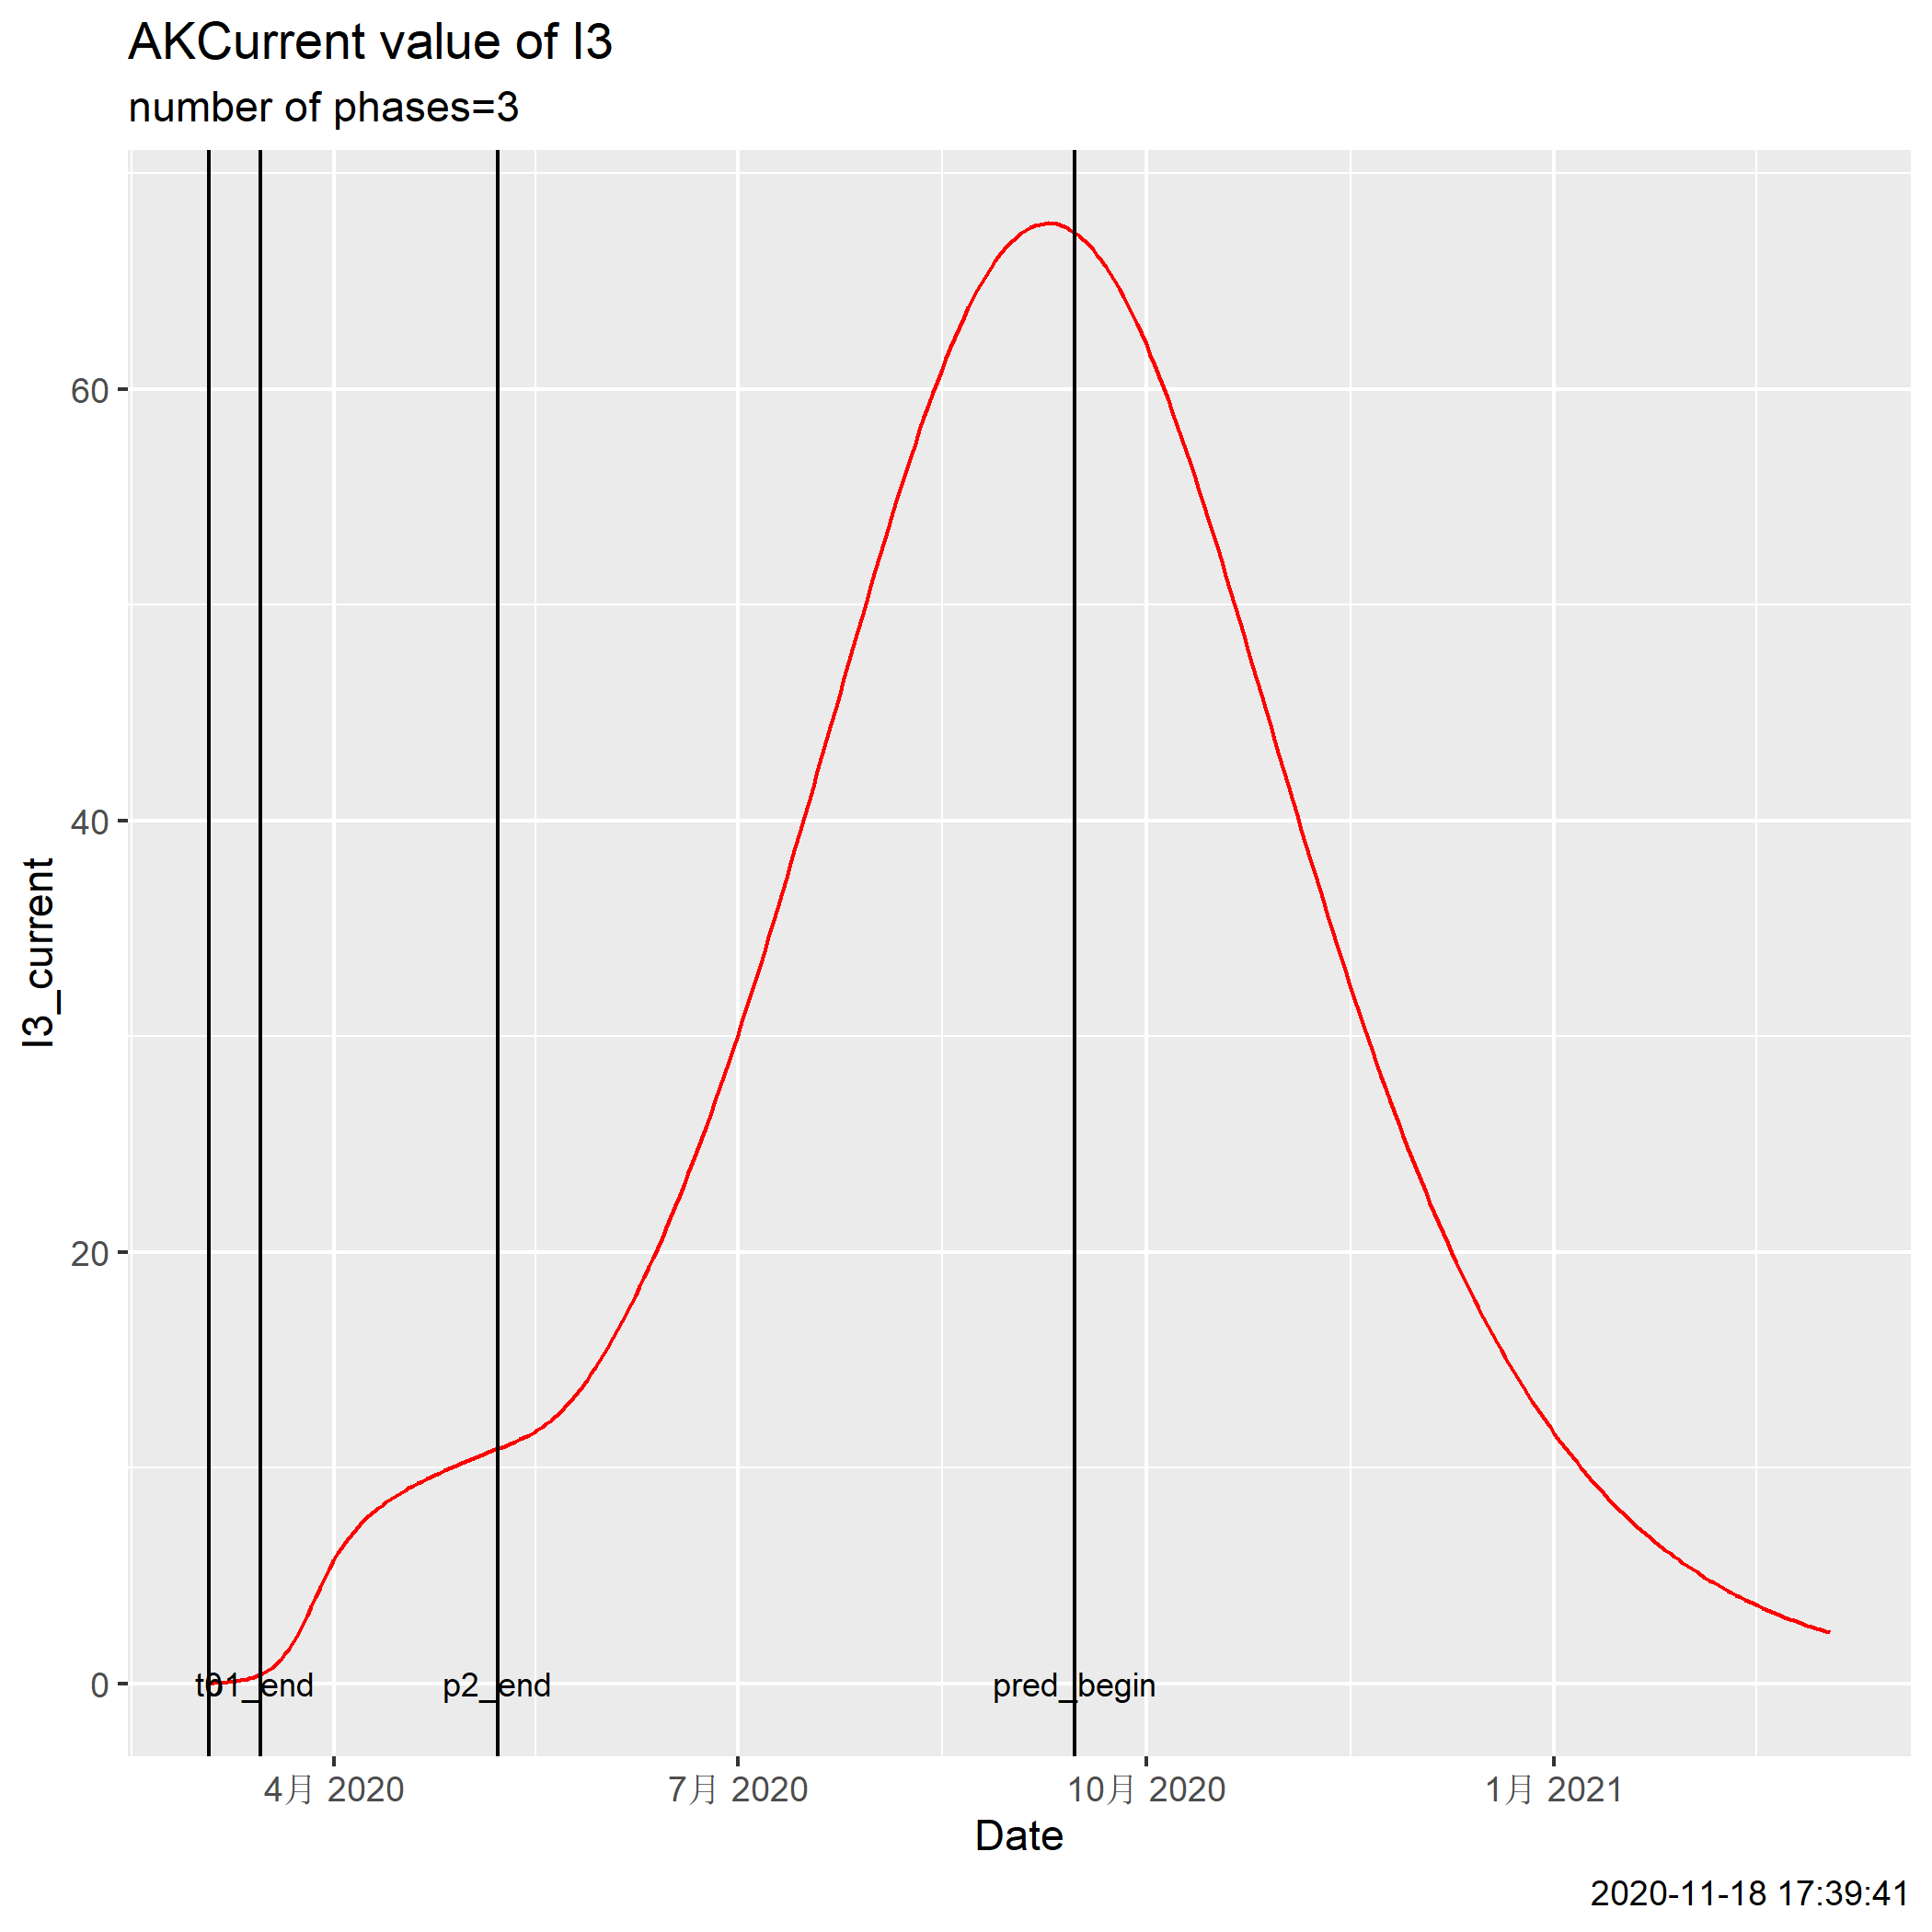 AKCurrent value of I3
number of phases=3
60
40
20
0
I3_current
p2_end
pred_begin
4月 2020
7月 2020
10月 2020
1月 2021
Date
2020-11-18 17:39:41